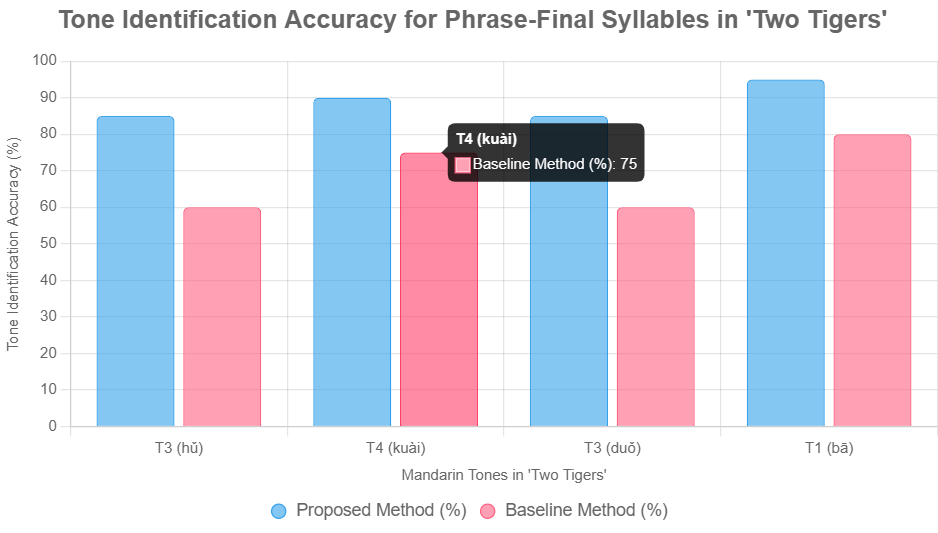 Tone Identification Accuracy for Phrase-Final Syllables in 'Two Tigers'
Tone Identification Accuracy (%)
100
90
80
70
60
50
40
30
20
10
0
T4 (kuài)
Baseline Method (%): 75
T3 (hǔ)
T4 (kuài)
T3 (duǒ)
T1 (bā)
Mandarin Tones in 'Two Tigers'
Proposed Method (%)
Baseline Method (%)